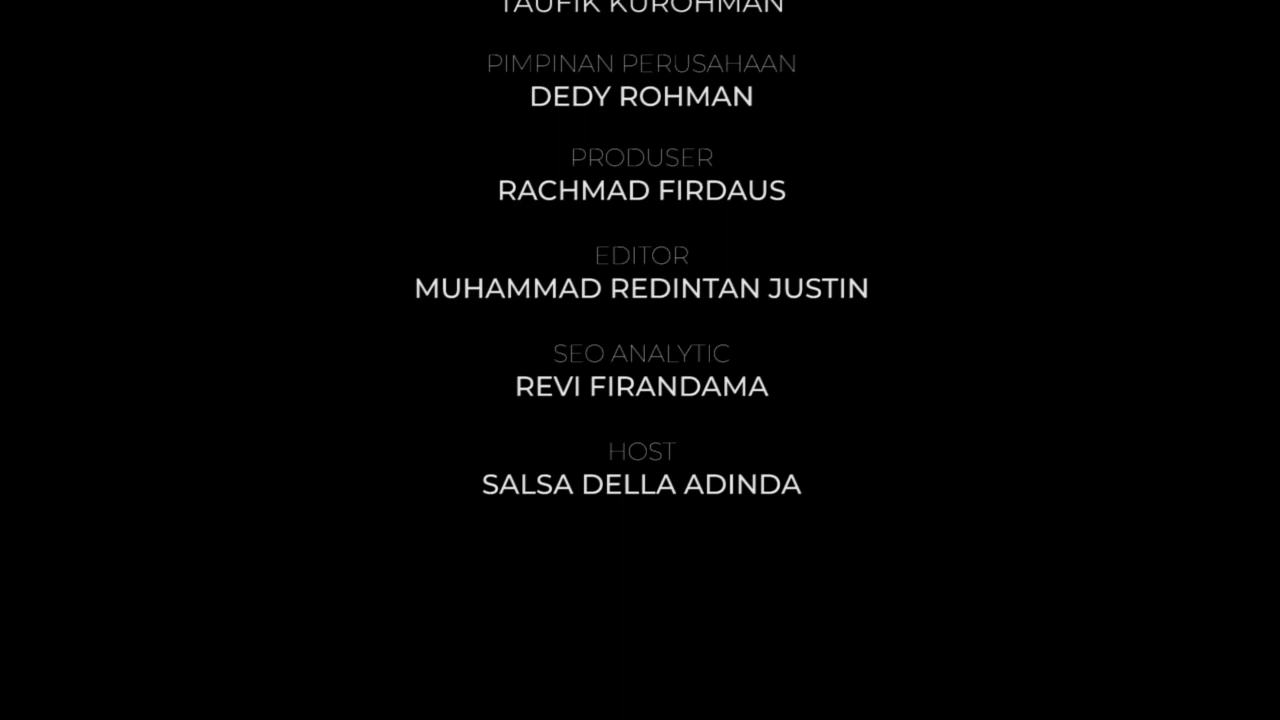 TAUFIK KUROHMAN
PIMPINAN PERUSAHAAN
DEDY ROHMAN
PRODUSER
RACHMAD FIRDAUS
EDITOR
MUHAMMAD REDINTAN JUSTIN
SEO ANALYTIC
REVI FIRANDAMA
HOST
SALSA DELLA ADINDA